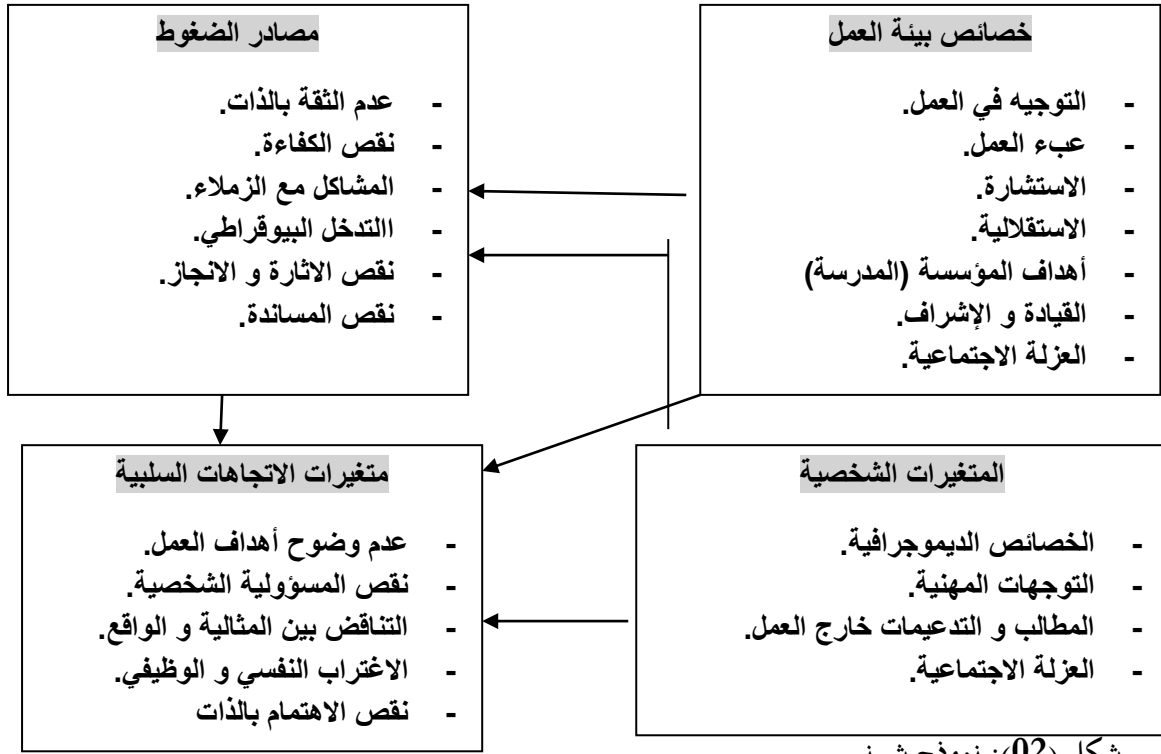 خصائص بيئة العمل
- التوجيه في العمل.
- عبء العمل.
- الاستشارة.
- الاستقلالية.
- أهداف المؤسسة (المدرسة)
- القيادة و الإشراف.
- العزلة الاجتماعية.
مصادر الضغوط
- عدم الثقة بالذات.
- نقص الكفاءة.
- المشاكل مع الزملاء.
- االتدخل البيوقراطي.
- نقص الاثارة و الانجاز.
- نقص المساندة.
المتغيرات الشخصية
- الخصائص الديموجرافية.
- التوجهات المهنية.
- المطالب و التدعيمات خارج العمل.
- العزلة الاجتماعية.
متغيرات الاتجاهات السلبية
- عدم وضوح أهداف العمل.
- نقص المسؤولية الشخصية.
- التناقض بين المثالية و الواقع.
- الاغتراب النفسي و الوظيفي.
- نقص الاهتمام بالذات
شكل (02): نموذج